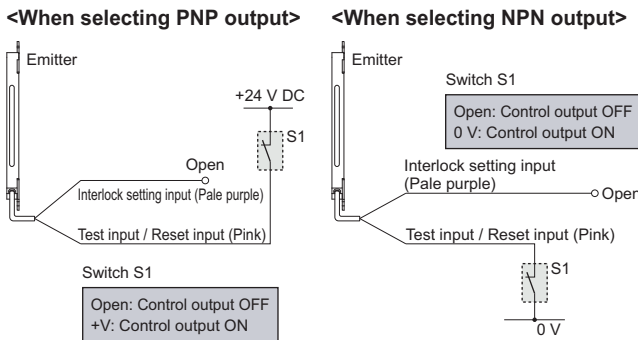 <When selecting PNP output>
Emitter
+24 V DC
S1
Open
Interlock setting input (Pale purple)
Test input / Reset input (Pink)
Switch S1
Open: Control output OFF
+V: Control output ON
<When selecting NPN output>
Emitter
Switch S1
Open: Control output OFF
0 V: Control output ON
Interlock setting input
(Pale purple)
Open
Test input / Reset input (Pink)
S1
0 V